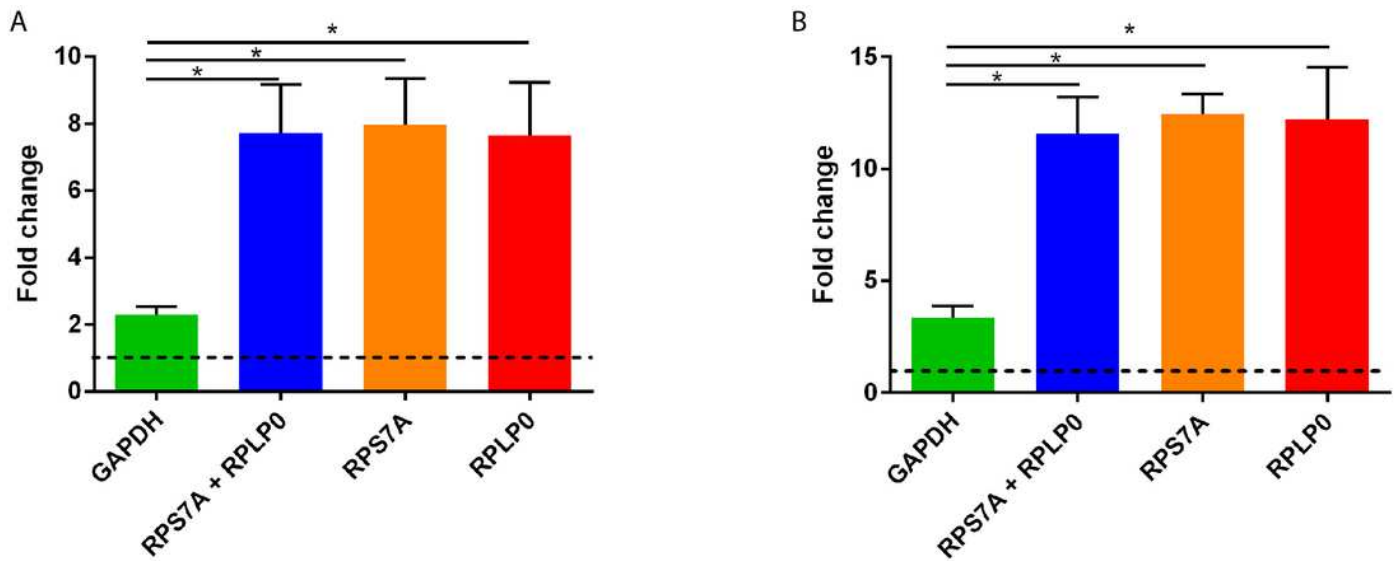 A
*
*
*
10
8
6
4
2
0
Fold change
GAPDH
RPS7A + RPLP0
RPS7A
RPLP0
B
*
*
*
15
10
5
0
Fold change
GAPDH
RPS7A + RPLP0
RPS7A
RPLP0